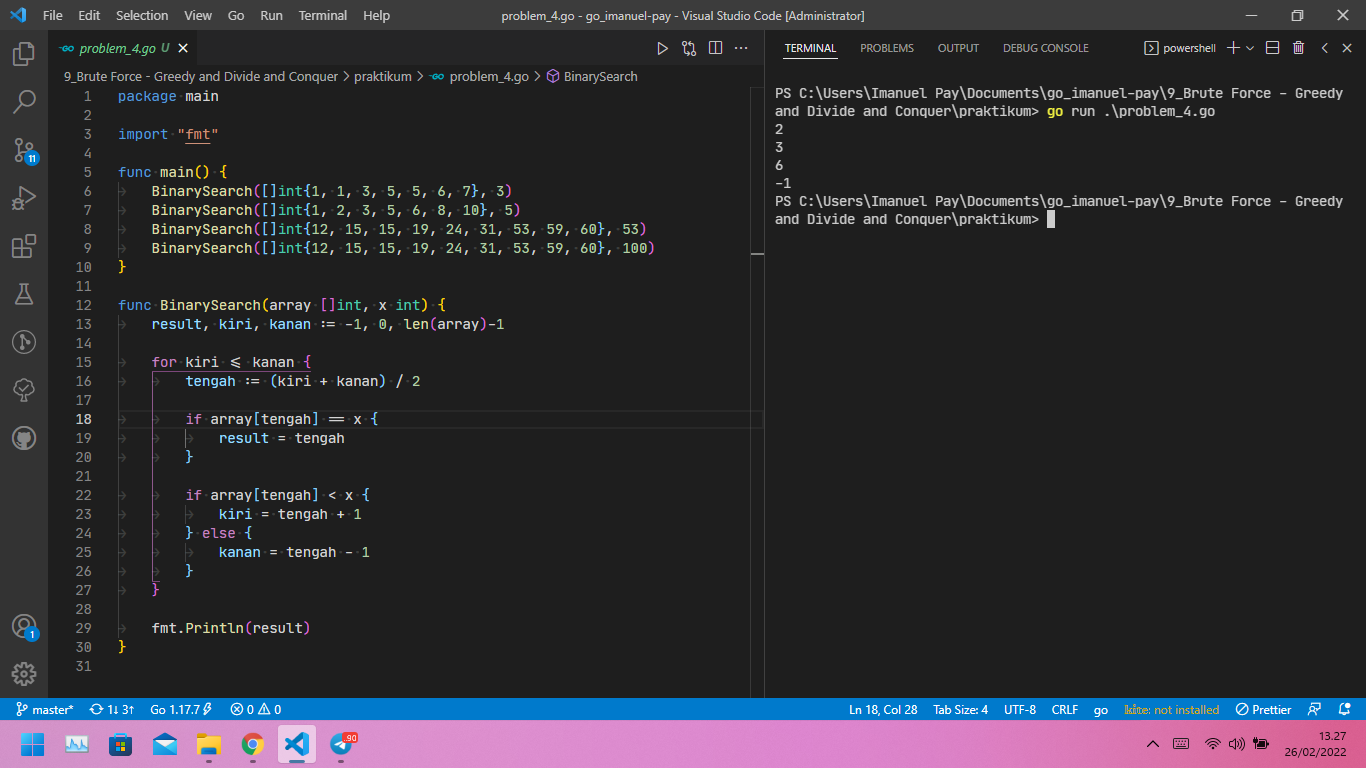 File Edit Selection View Go Run Terminal Help problem_4.go - go_imanuel-pay - Visual Studio Code [Administrator]
problem_4.go U
9_Brute Force - Greedy and Divide and Conquer > praktikum > problem_4.go > BinarySearch
1 package main
2
3 import "fmt"
4
5 func main() {
6 BinarySearch([]int{1, 1, 3, 5, 5, 6, 7}, 3)
7 BinarySearch([]int{1, 2, 3, 5, 6, 8, 10}, 5)
8 BinarySearch([]int{12, 15, 15, 19, 24, 31, 53, 59, 60}, 53)
9 BinarySearch([]int{12, 15, 15, 19, 24, 31, 53, 59, 60}, 100)
10 }
11
12 func BinarySearch(array []int, x int) {
13 result, kiri, kanan := -1, 0, len(array)-1
14
15 for kiri <= kanan {
16 tengah := (kiri + kanan) / 2
17
18 if array[tengah] == x {
19 result = tengah
20 }
21
22 if array[tengah] < x {
23 kiri = tengah + 1
24 } else {
25 kanan = tengah - 1
26 }
27 }
28
29 fmt.Println(result)
30 }
31
TERMINAL PROBLEMS OUTPUT DEBUG CONSOLE powershell
PS C:\Users\Imanuel Pay\Documents\go_imanuel-pay\9_Brute Force - Greedy
and Divide and Conquer\praktikum> go run .\problem_4.go
2
3
6
-1
PS C:\Users\Imanuel Pay\Documents\go_imanuel-pay\9_Brute Force - Greedy
and Divide and Conquer\praktikum>
11
1
master* 1↓ 3↑ Go 1.17.7 0 0 Ln 18, Col 28 Tab Size: 4 UTF-8 CRLF go kite: not installed Prettier
90
13.27
26/02/2022